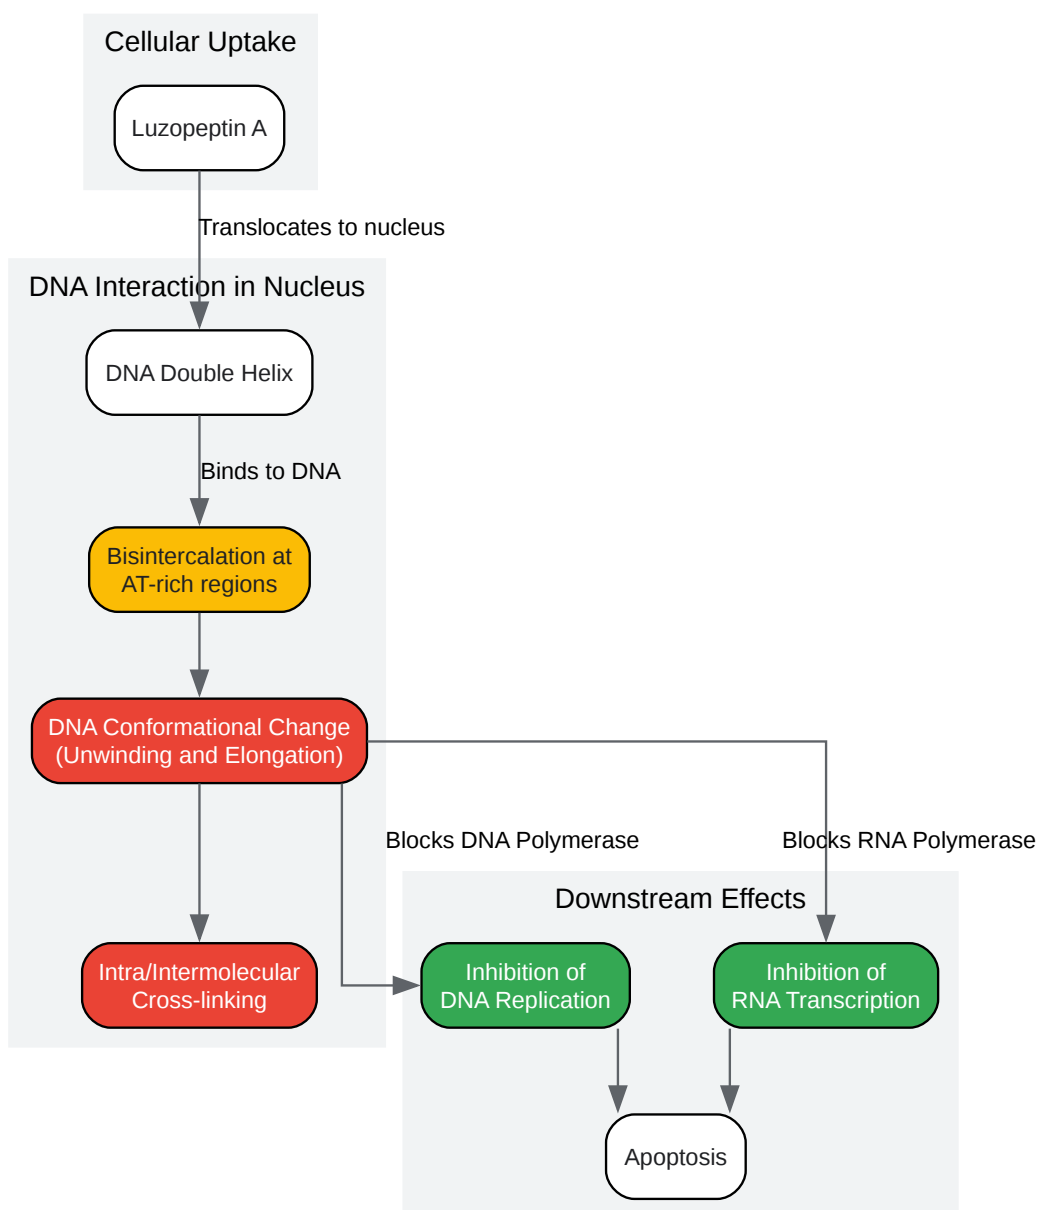 Cellular Uptake
Luzopeptin A
Translocates to nucleus
DNA Interaction in Nucleus
DNA Double Helix
Binds to DNA
Bisintercalation at
AT-rich regions
DNA Conformational Change
(Unwinding and Elongation)
Blocks DNA Polymerase
Blocks RNA Polymerase
Downstream Effects
Intra/Intermolecular
Cross-linking
Inhibition of
DNA Replication
Inhibition of
RNA Transcription
Apoptosis